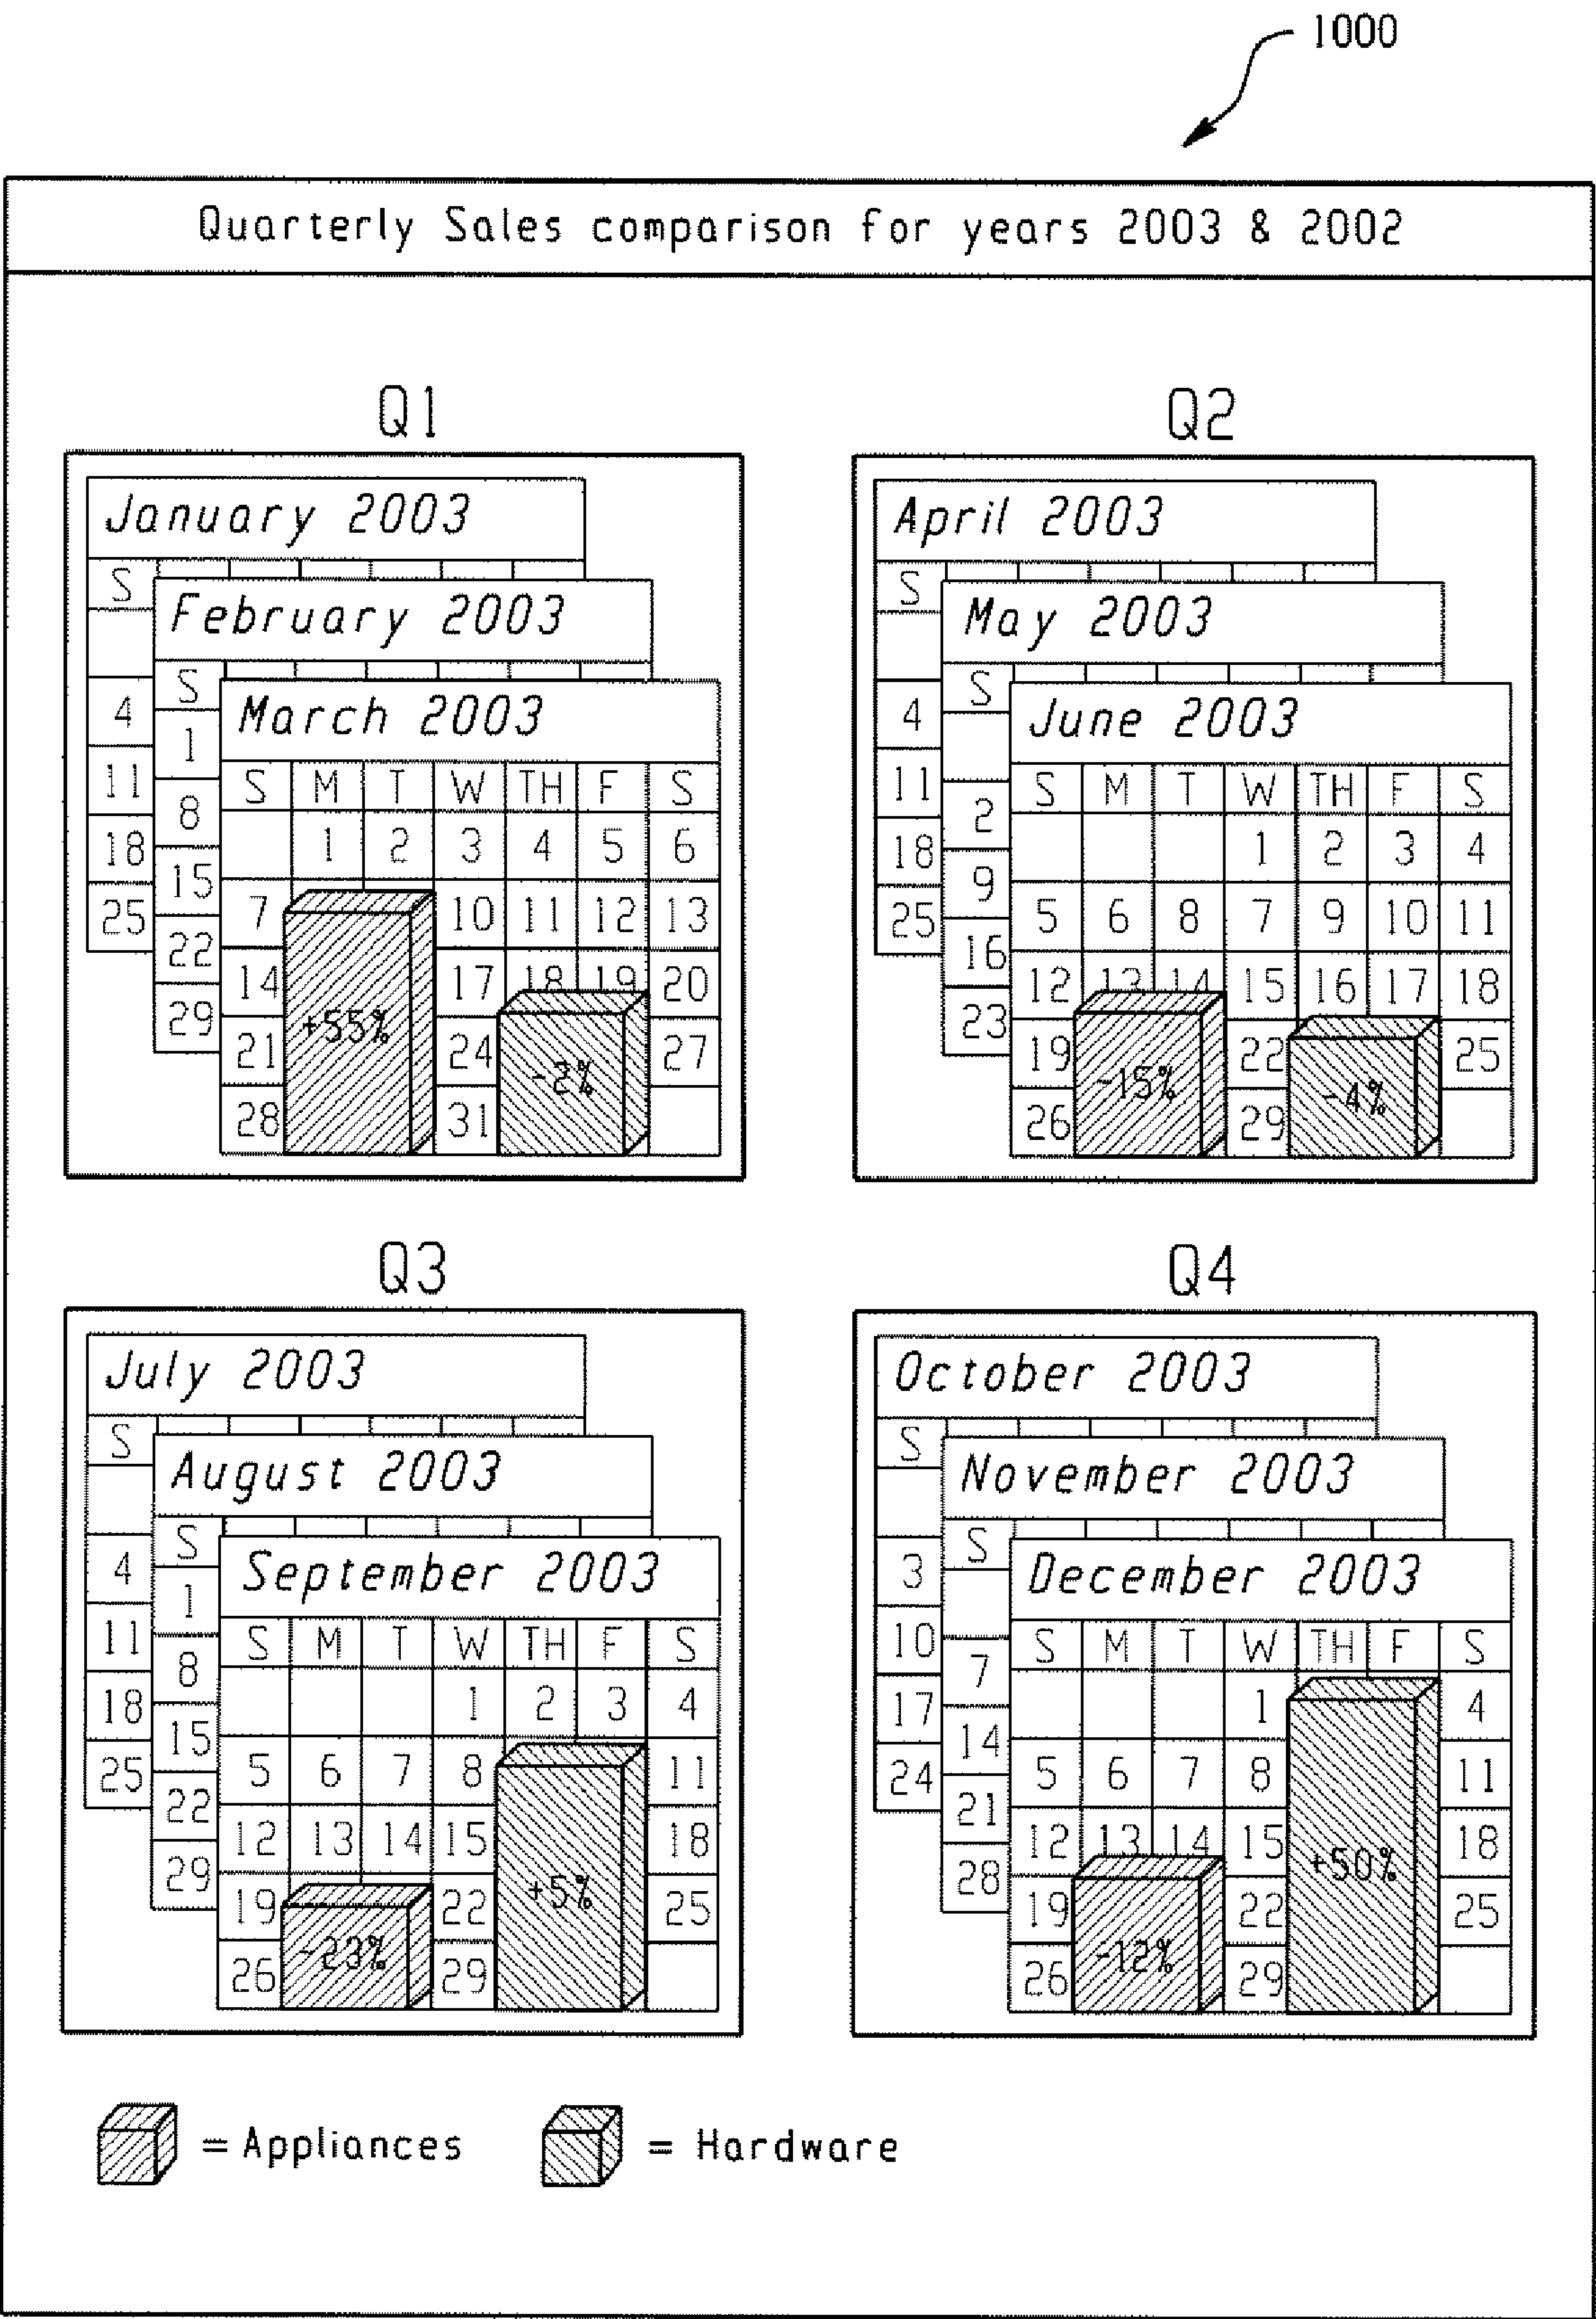 1000
Quarterly Sales comparison for years 2003 & 2002
Q1
January 2003
S
4
11
18
25
February 2003
S
1
8
15
22
29
March 2003
S M T W TH F S
1 2 3 4 5 6
7 10 11 12 13
14 17 18 19 20
21 24 27
28 31
+55%
-2%
Q2
April 2003
S
4
11
18
25
May 2003
S
2
9
16
23
June 2003
S M T W TH F S
1 2 3 4
5 6 8 7 9 10 11
12 13 14 15 16 17 18
19 22 25
26 29
-15%
-4%
Q3
July 2003
S
4
11
18
25
August 2003
S
1
8
15
22
29
September 2003
S M T W TH F S
1 2 3 4
5 6 7 8 11
12 13 14 15 18
19 22 25
26 29
-23%
+5%
Q4
October 2003
S
3
10
17
24
November 2003
S
7
14
21
28
December 2003
S M T W TH F S
1 4
5 6 7 8 11
12 13 14 15 18
19 22 25
26 29
-12%
+50%
= Appliances
= Hardware